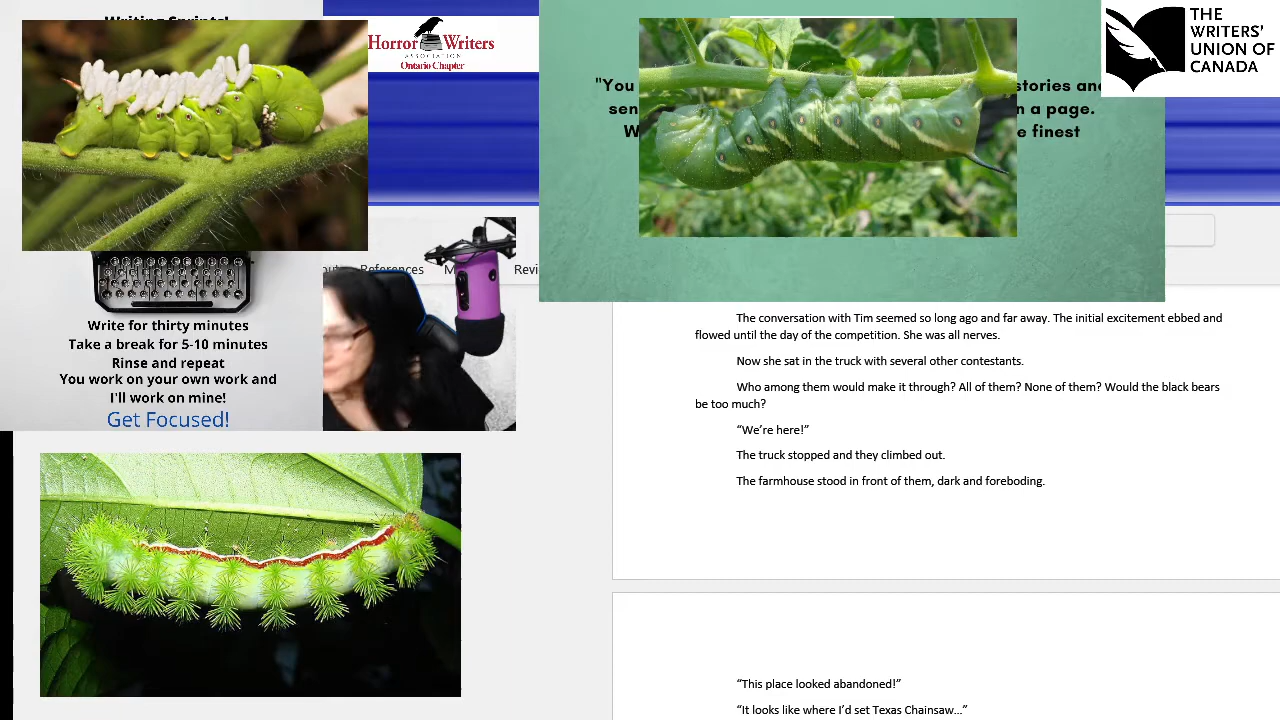 Writing Sprints!
Horror Writers
ASSOCIATION
Ontario Chapter
"You
stories and
sen
n a page.
W
e finest
THE
WRITERS'
UNION OF
CANADA
References
M
Revi
Write for thirty minutes
Take a break for 5-10 minutes
Rinse and repeat
You work on your own work and
I'll work on mine!
Get Focused!
The conversation with Tim seemed so long ago and far away. The initial excitement ebbed and
flowed until the day of the competition. She was all nerves.
Now she sat in the truck with several other contestants.
Who among them would make it through? All of them? None of them? Would the black bears
be too much?
“We’re here!”
The truck stopped and they climbed out.
The farmhouse stood in front of them, dark and foreboding.
“This place looked abandoned!”
“It looks like where I’d set Texas Chainsaw…”